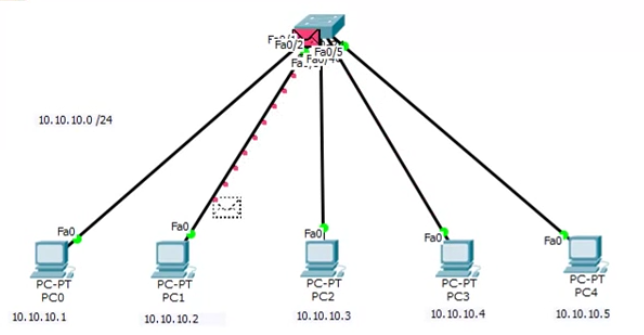 Fa0/2
Fa0/5
10.10.10.0 /24
Fa0
Fa0
Fa0
Fa0
Fa0
PC-PT
PC0
PC-PT
PC1
PC-PT
PC2
PC-PT
PC3
PC-PT
PC4
10.10.10.1
10.10.10.2
10.10.10.3
10.10.10.4
10.10.10.5